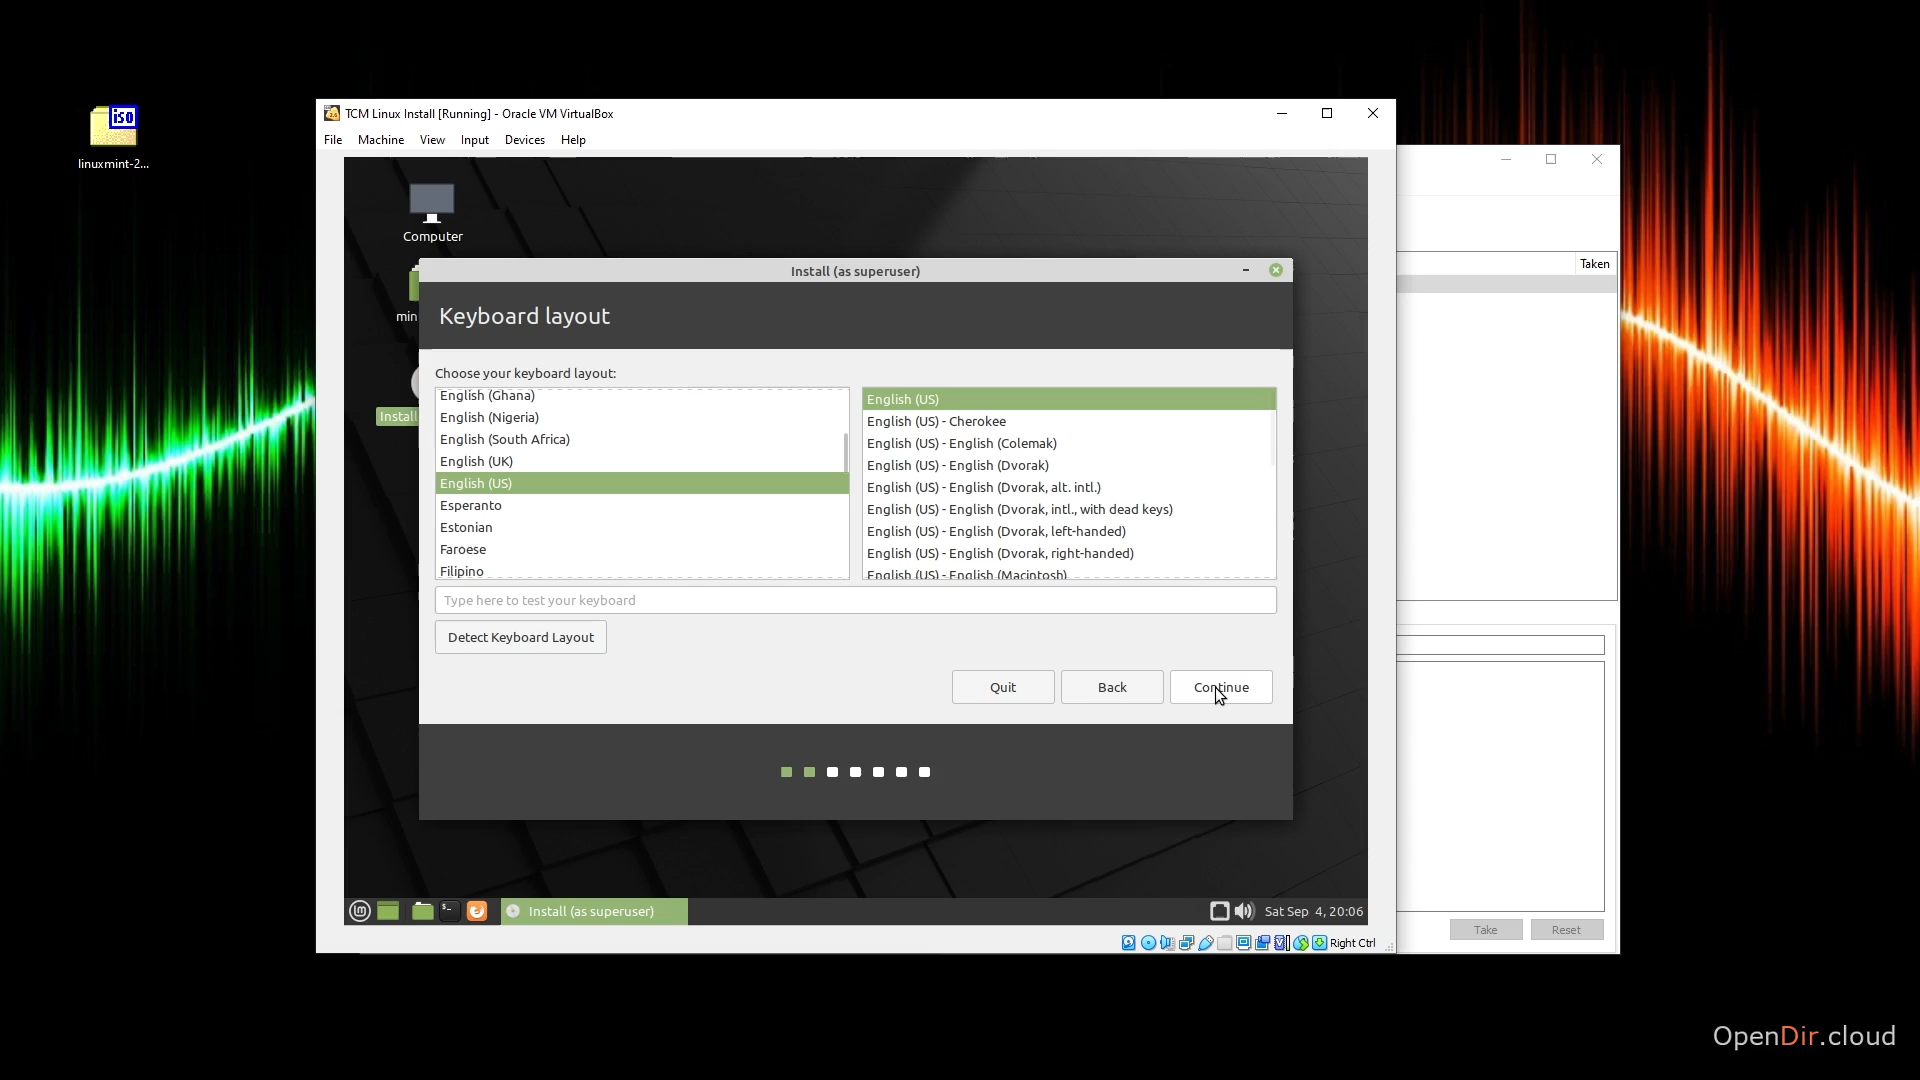 iso
linuxmint-2...
TCM Linux Install [Running] - Oracle VM VirtualBox
File Machine View Input Devices Help
Computer
min
Install
Install (as superuser)
Keyboard layout
Choose your keyboard layout:
English (Ghana)
English (Nigeria)
English (South Africa)
English (UK)
English (US)
Esperanto
Estonian
Faroese
Filipino
English (US)
English (US) - Cherokee
English (US) - English (Colemak)
English (US) - English (Dvorak)
English (US) - English (Dvorak, alt. intl.)
English (US) - English (Dvorak, intl., with dead keys)
English (US) - English (Dvorak, left-handed)
English (US) - English (Dvorak, right-handed)
English (US) - English (Macintosh)
Type here to test your keyboard
Detect Keyboard Layout
Quit Back Continue
Install (as superuser)
Sat Sep 4, 20:06
Right Ctrl
Taken
Take Reset
OpenDir.cloud